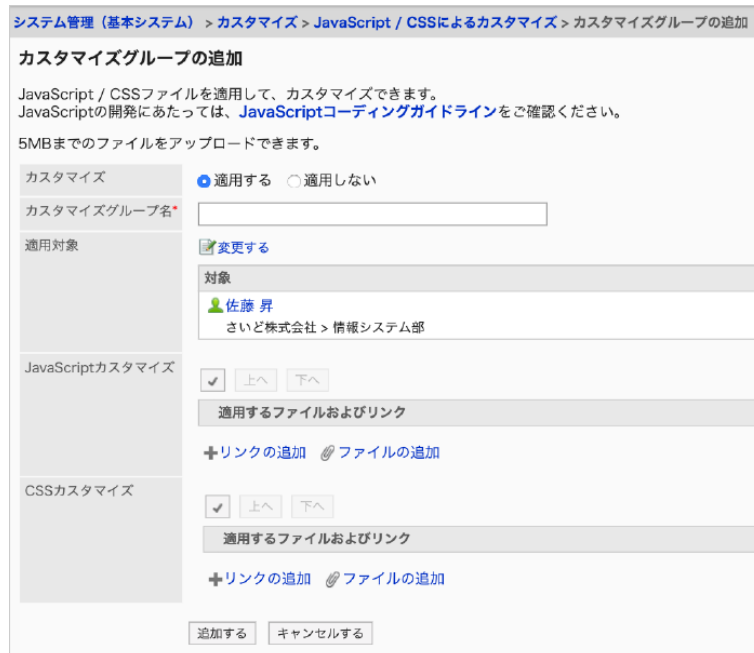 システム管理（基本システム） > カスタマイズ > JavaScript / CSSによるカスタマイズ > カスタマイズグループの追加
カスタマイズグループの追加
JavaScript / CSSファイルを適用して、カスタマイズできます。
JavaScriptの開発にあたっては、JavaScriptコーディングガイドラインをご確認ください。
5MBまでのファイルをアップロードできます。
カスタマイズ 適用する 適用しない
カスタマイズグループ名*
適用対象 変更する
対象
佐藤 昇
さいど株式会社 > 情報システム部
JavaScriptカスタマイズ
上へ 下へ
適用するファイルおよびリンク
リンクの追加 ファイルの追加
CSSカスタマイズ
上へ 下へ
適用するファイルおよびリンク
リンクの追加 ファイルの追加
追加する キャンセルする